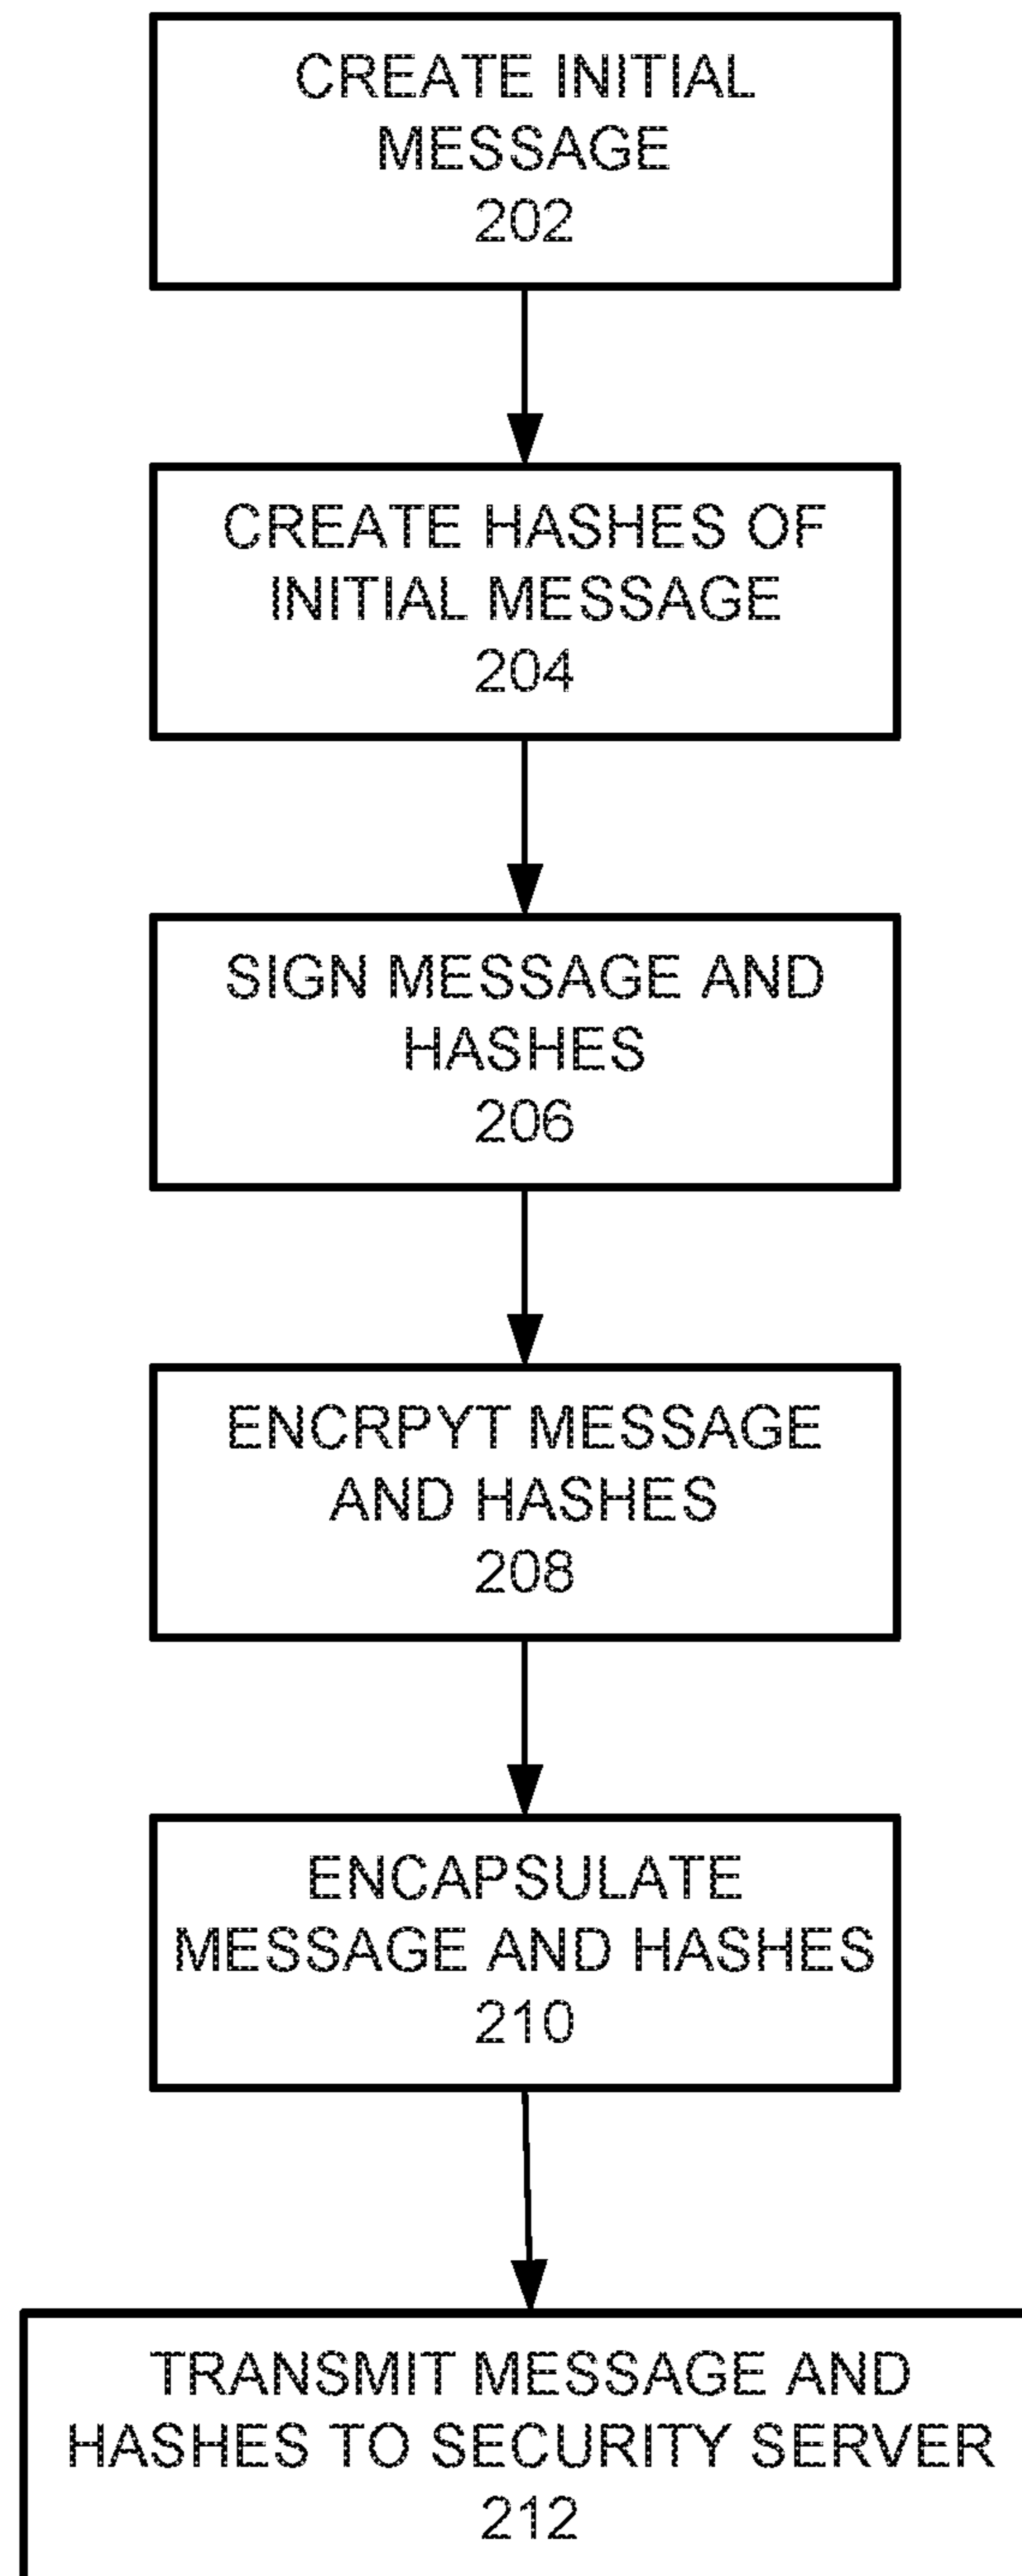 CREATE INITIAL
MESSAGE
202
CREATE HASHES OF
INITIAL MESSAGE
204
SIGN MESSAGE AND
HASHES
206
ENCRPYT MESSAGE
AND HASHES
208
ENCAPSULATE
MESSAGE AND HASHES
210
TRANSMIT MESSAGE AND
HASHES TO SECURITY SERVER
212